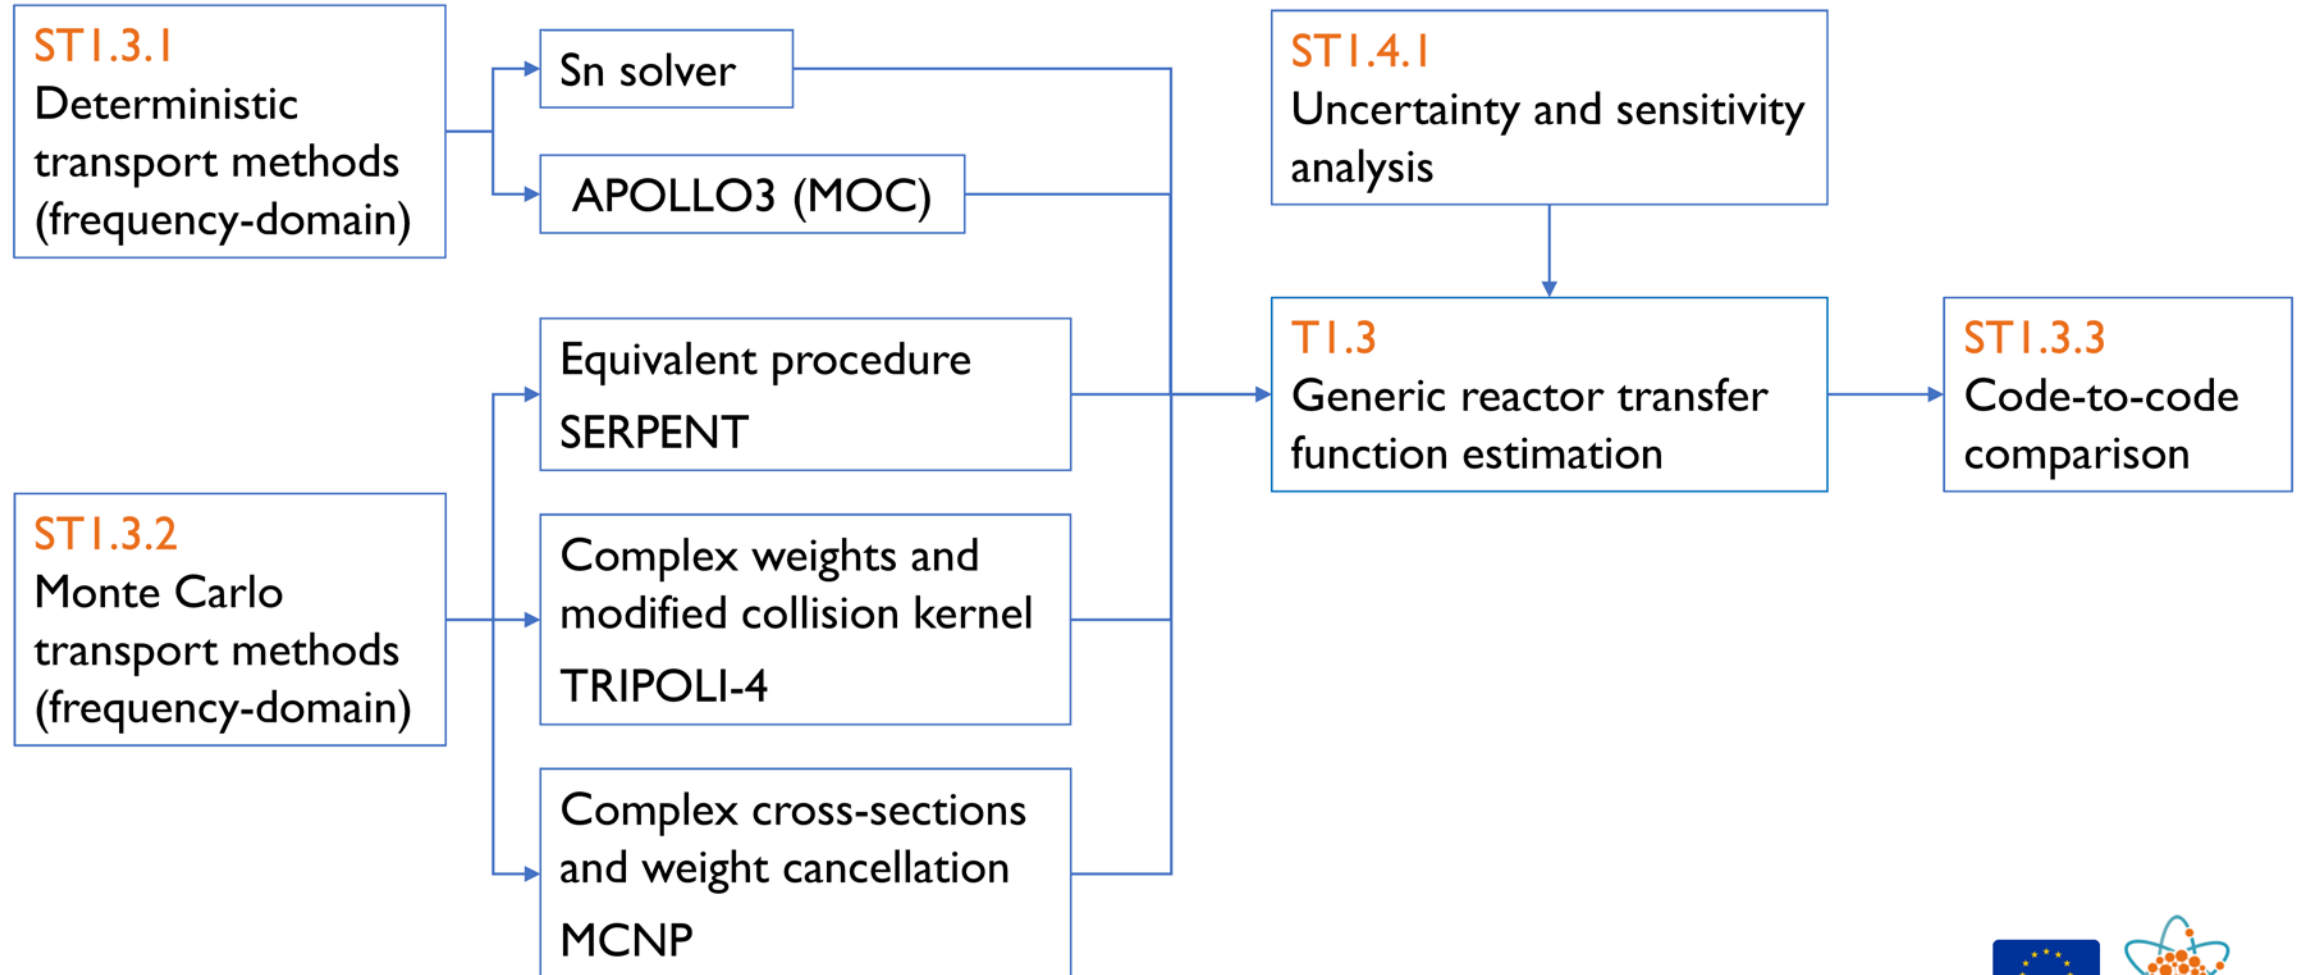 ST1.3.1
Deterministic
transport methods
(frequency-domain)
Sn solver
APOLLO3 (MOC)
ST1.4.1
Uncertainty and sensitivity
analysis
Equivalent procedure
SERPENT
T1.3
Generic reactor transfer
function estimation
ST1.3.3
Code-to-code
comparison
ST1.3.2
Monte Carlo
transport methods
(frequency-domain)
Complex weights and
modified collision kernel
TRIPOLI-4
Complex cross-sections
and weight cancellation
MCNP